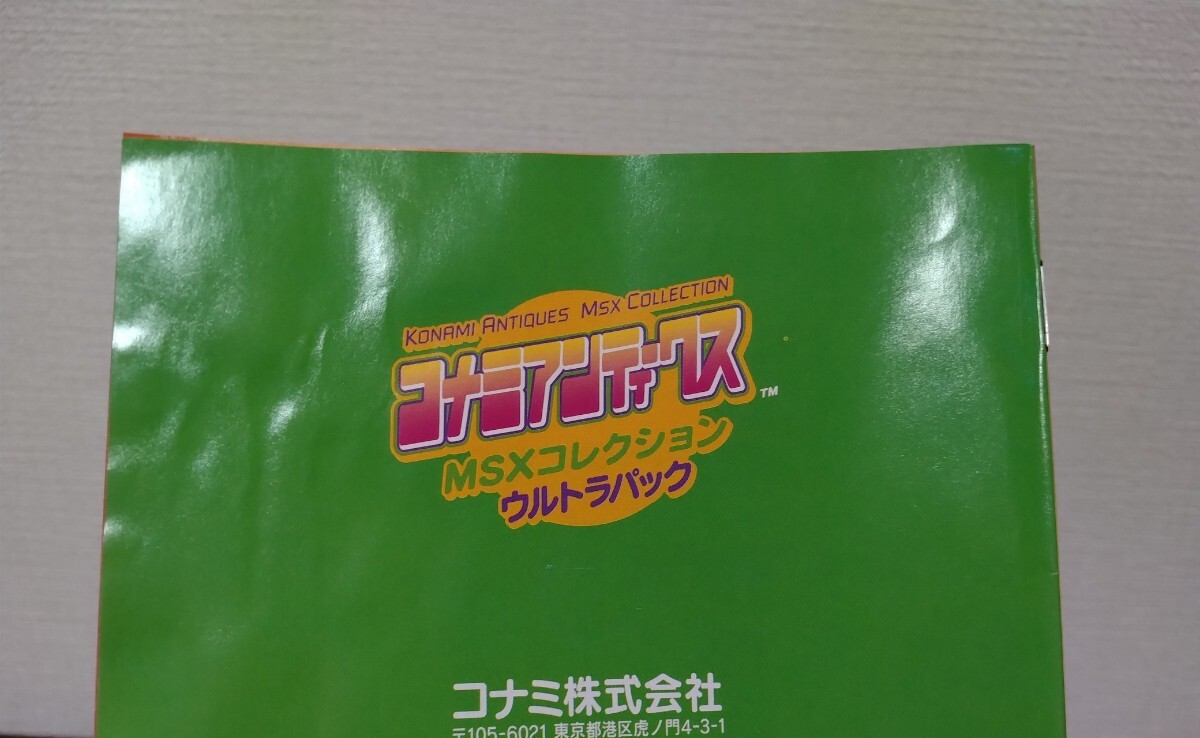 KONAMI ANTIQUES MSX COLLECTION
コナミアンティクス
TM
MSXコレクション
ウルトラパック
コナミ株式会社
〒105-6021 東京都港区虎ノ門4-3-1